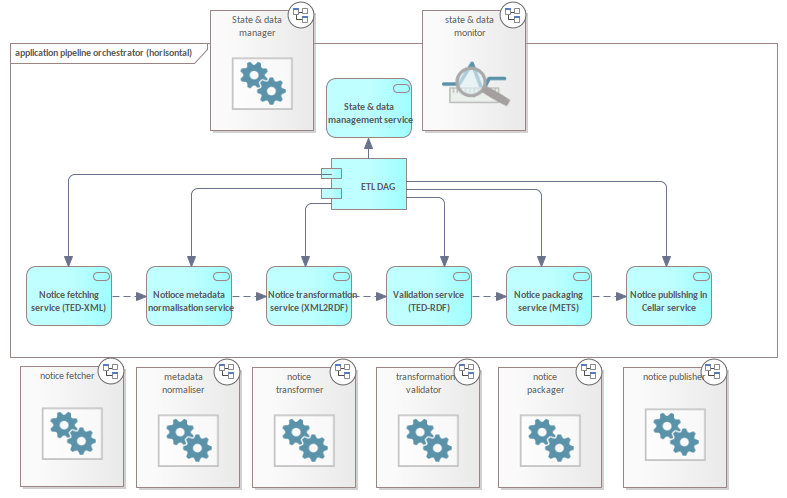 State & data
manager
state & data
monitor
application pipeline orchestrator (horisontal)
State & data
management service
ETL DAG
Notice fetching
service (TED-XML)
Notioce metadata
normalisation service
Notice transformation
service (XML2RDF)
Validation service
(TED-RDF)
Notice packaging
service (METS)
Notice publishing in
Cellar service
notice fetcher
metadata
normaliser
notice
transformer
transformation
validator
notice
packager
notice publisher